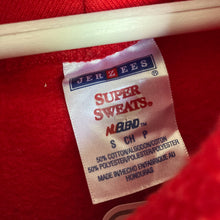 JERZEES
SUPER
SWEATS®
NUBLEND™
S CH P
50% COTTON/ALGODON/COTON
50% POLYESTER/POLIESTER/POLYESTER
MADE IN/HECHO EN/FABRIQUE AU
HONDURAS